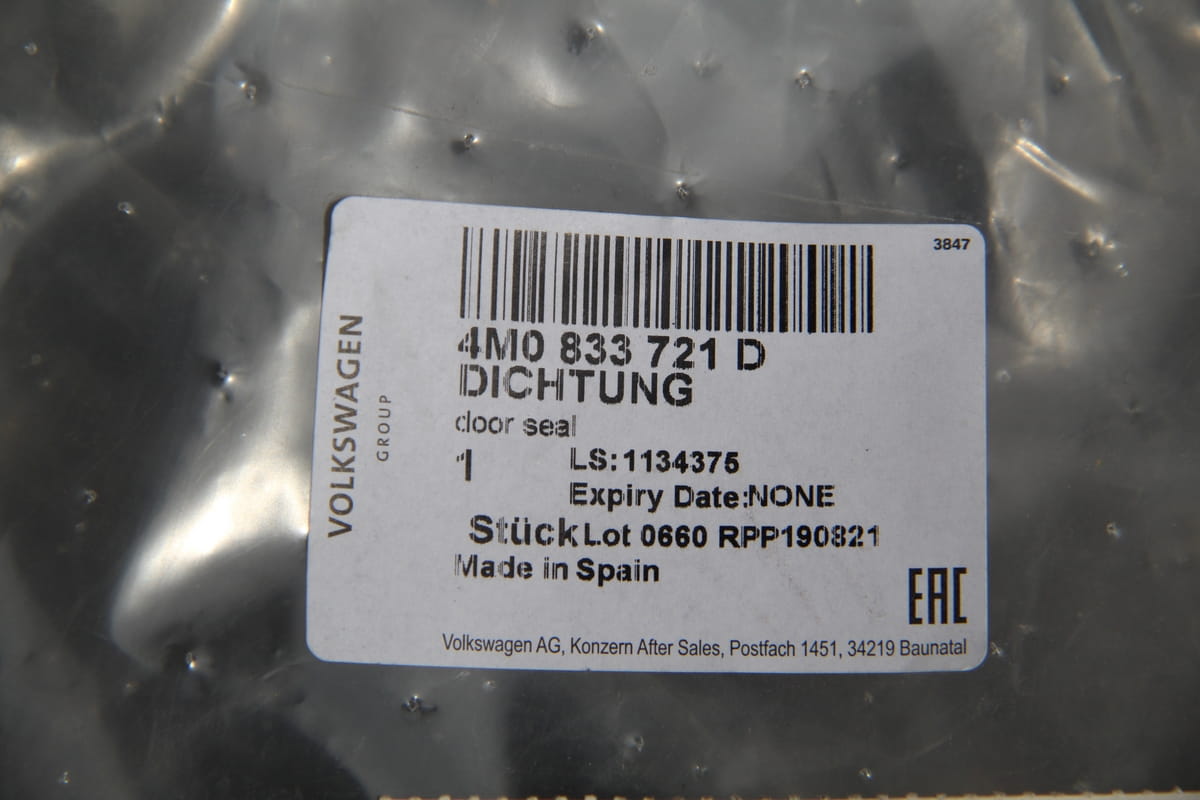 3847
VOLKSWAGEN
GROUP
4M0 833 721 D
DICHTUNG
door seal
1 LS:1134375
Expiry Date:NONE
Stück Lot 0660 RPP190821
Made in Spain
EAC
Volkswagen AG, Konzern After Sales, Postfach 1451, 34219 Baunatal